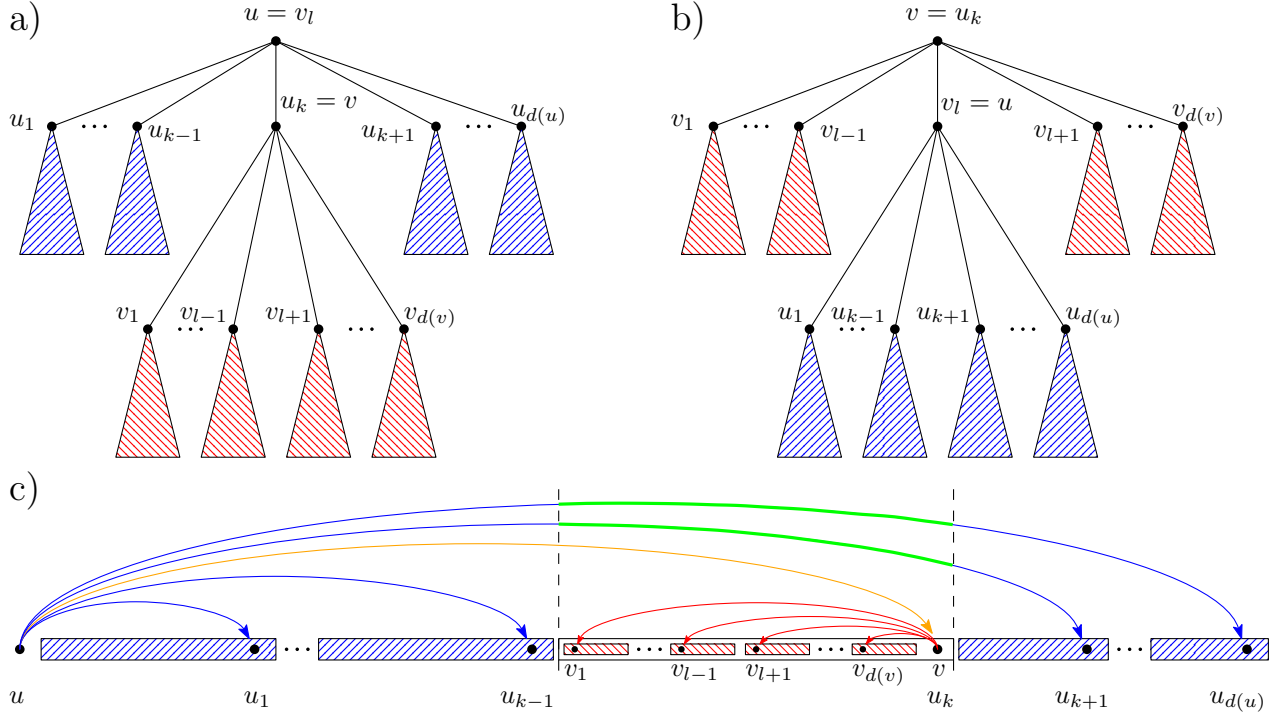 a)
u = v_l
u_1 ··· u_{k-1} u_k = v u_{k+1} ··· u_{d(u)}
v_1 ··· v_{l-1} v_{l+1} ··· v_{d(v)}
b)
v = u_k
v_1 ··· v_{l-1} v_l = u v_{l+1} ··· v_{d(v)}
u_1 ··· u_{k-1} u_{k+1} ··· u_{d(u)}
c)
··· ··· ··· ···
v_1 v_{l-1} v_{l+1} v_{d(v)} v
u u_1 u_{k-1} u_k u_{k+1} u_{d(u)}